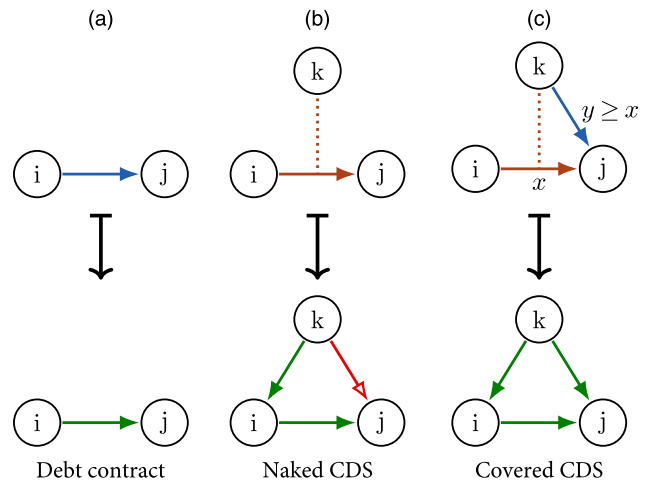 (a) (b) (c)
k k
y ≥ x
i j i j i j
x
k k
i j i j i j
Debt contract Naked CDS Covered CDS